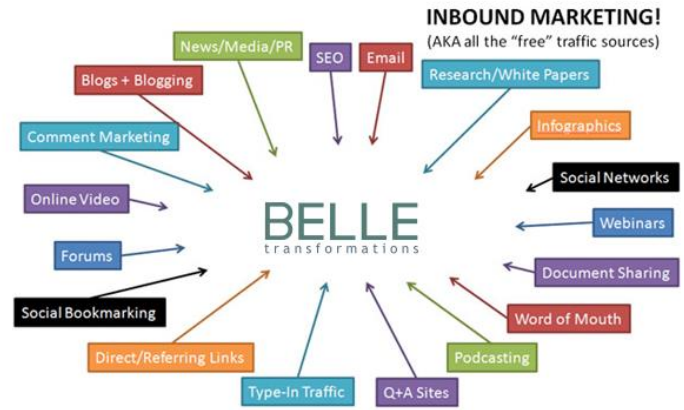 INBOUND MARKETING!
(AKA all the “free” traffic sources)
News/Media/PR
SEO
Email
Research/White Papers
Blogs + Blogging
Infographics
Comment Marketing
Social Networks
Online Video
Webinars
BELLE
transformations
Forums
Document Sharing
Social Bookmarking
Word of Mouth
Direct/Referring Links
Podcasting
Type-In Traffic
Q+A Sites